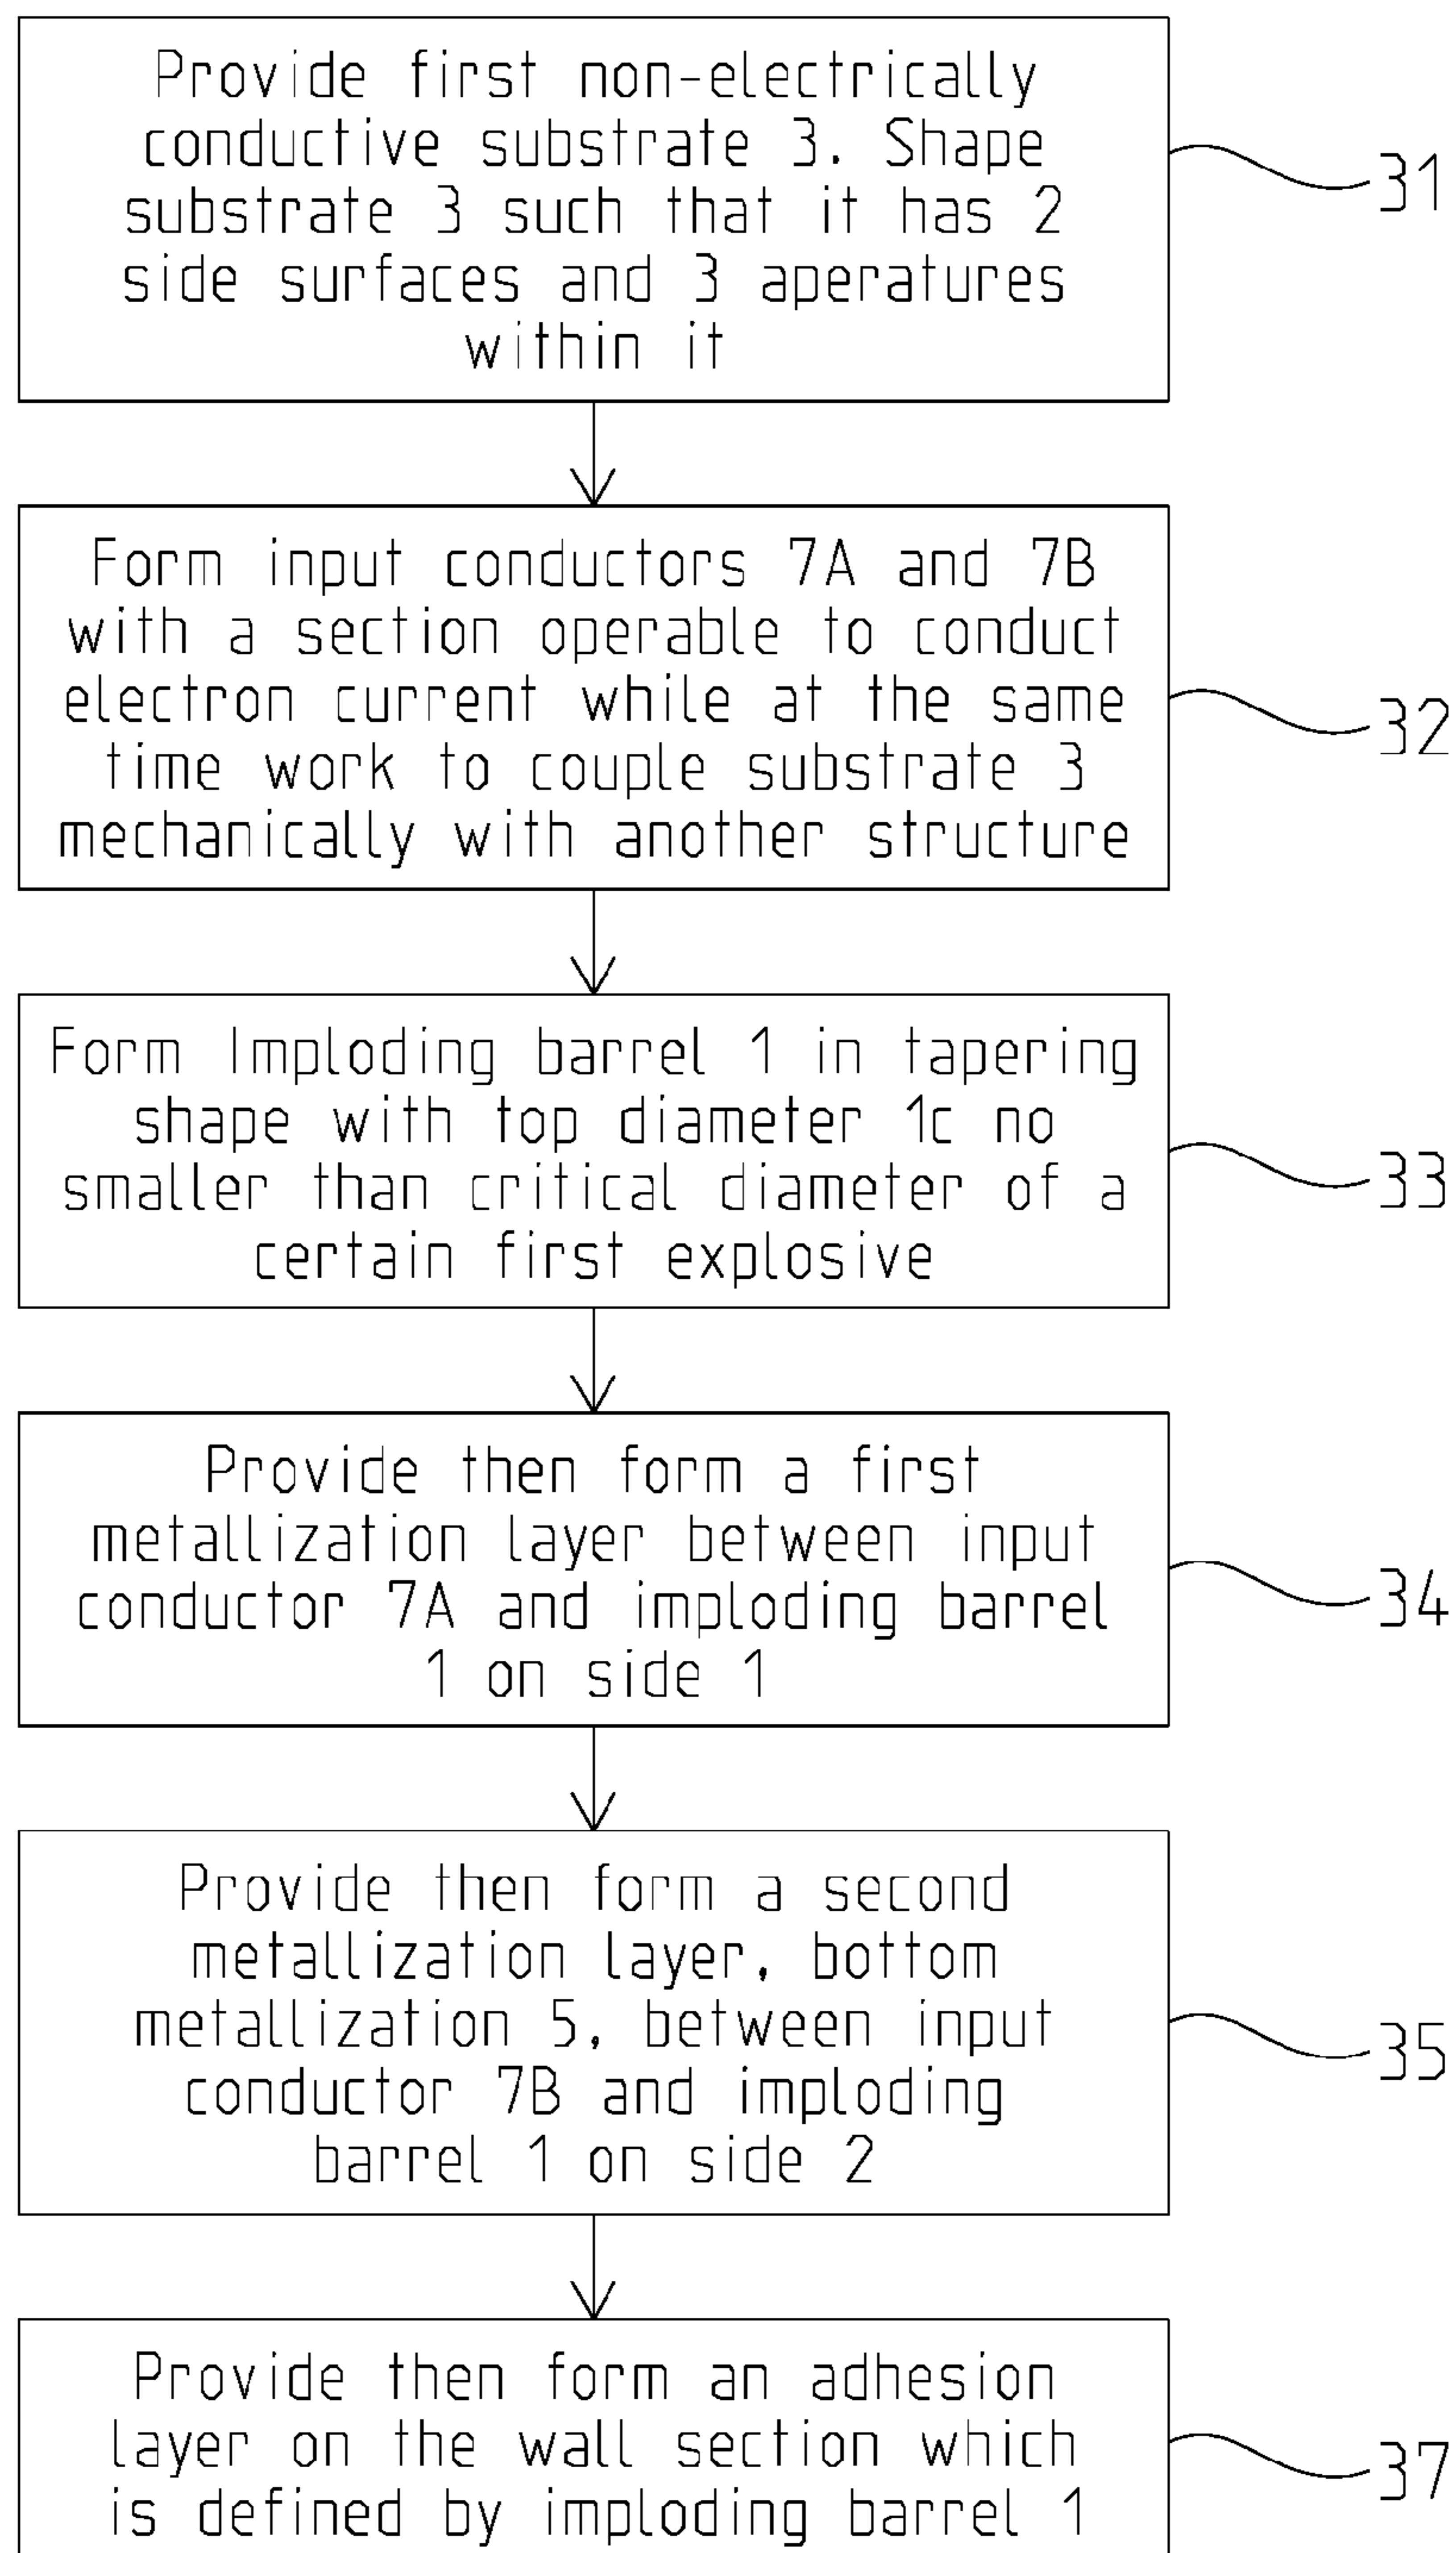 Provide first non-electrically
conductive substrate 3. Shape
substrate 3 such that it has 2
side surfaces and 3 aperatures
within it
31
Form input conductors 7A and 7B
with a section operable to conduct
electron current while at the same
time work to couple substrate 3
mechanically with another structure
32
Form Imploding barrel 1 in tapering
shape with top diameter 1c no
smaller than critical diameter of a
certain first explosive
33
Provide then form a first
metallization layer between input
conductor 7A and imploding barrel
1 on side 1
34
Provide then form a second
metallization layer, bottom
metallization 5, between input
conductor 7B and imploding
barrel 1 on side 2
35
Provide then form an adhesion
layer on the wall section which
is defined by imploding barrel 1
37